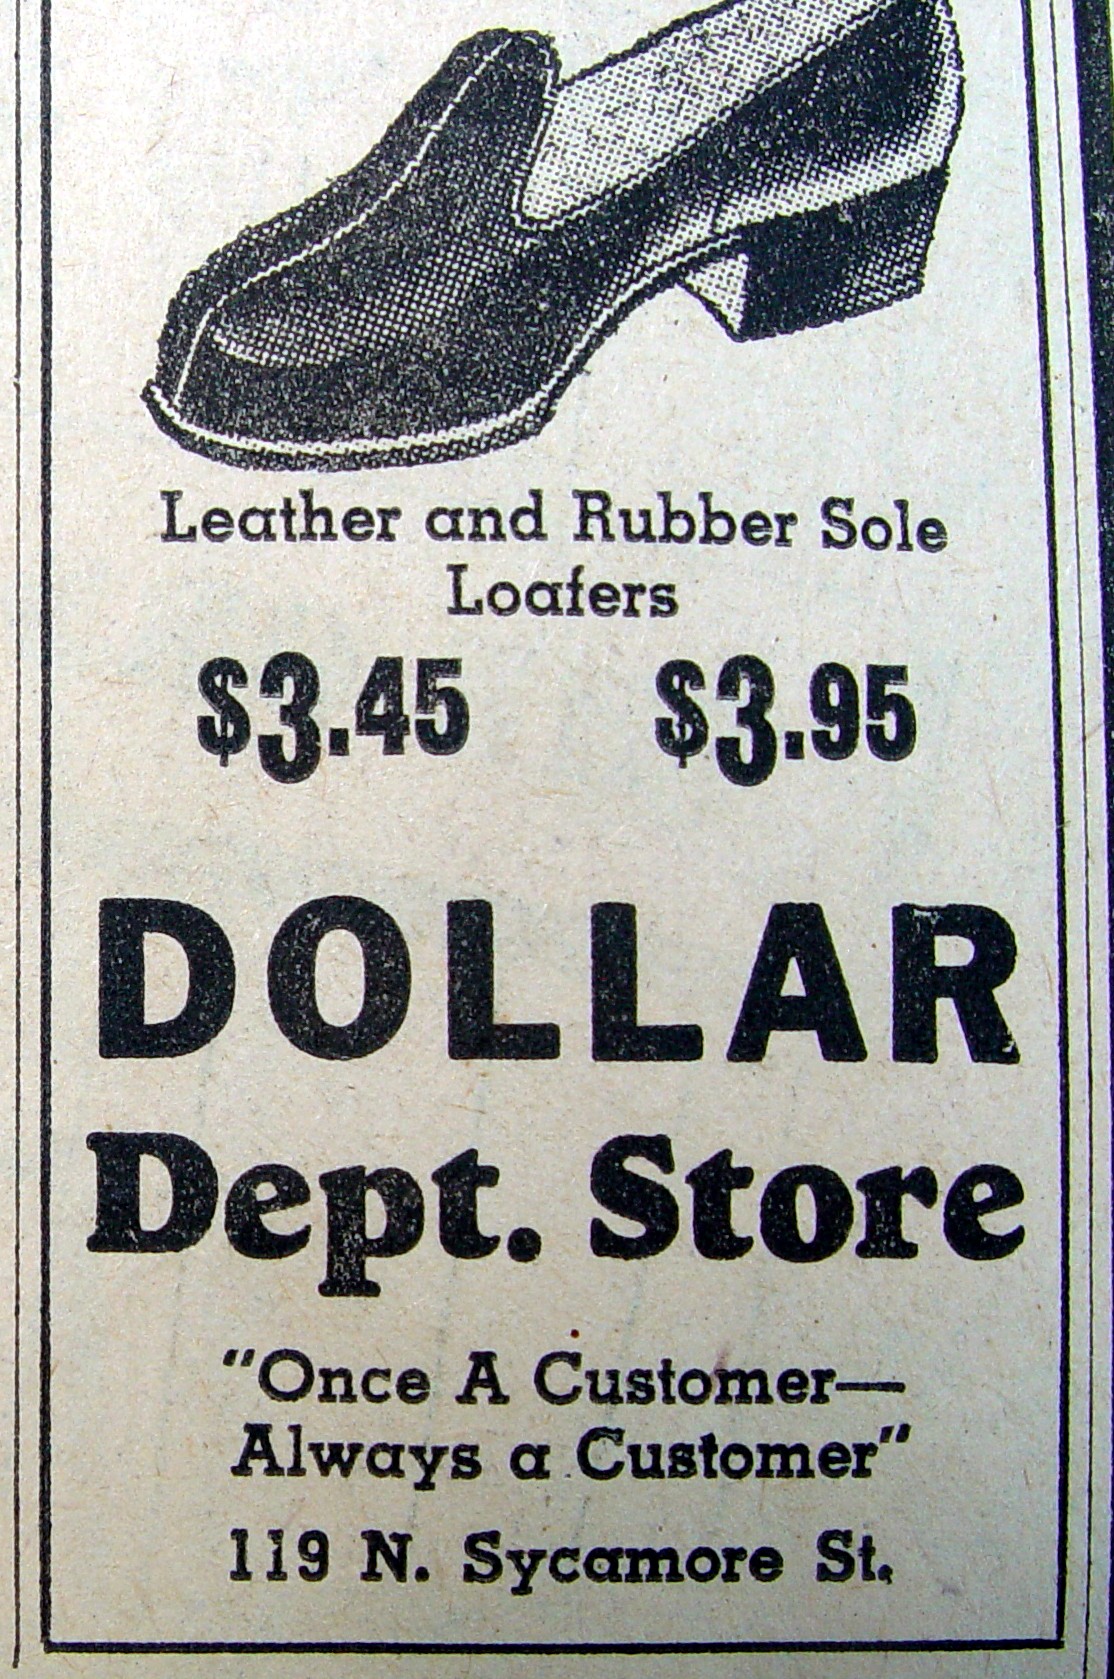 Leather and Rubber Sole
Loafers
$3.45 $3.95
DOLLAR
Dept. Store
"Once A Customer—
Always a Customer"
119 N. Sycamore St.